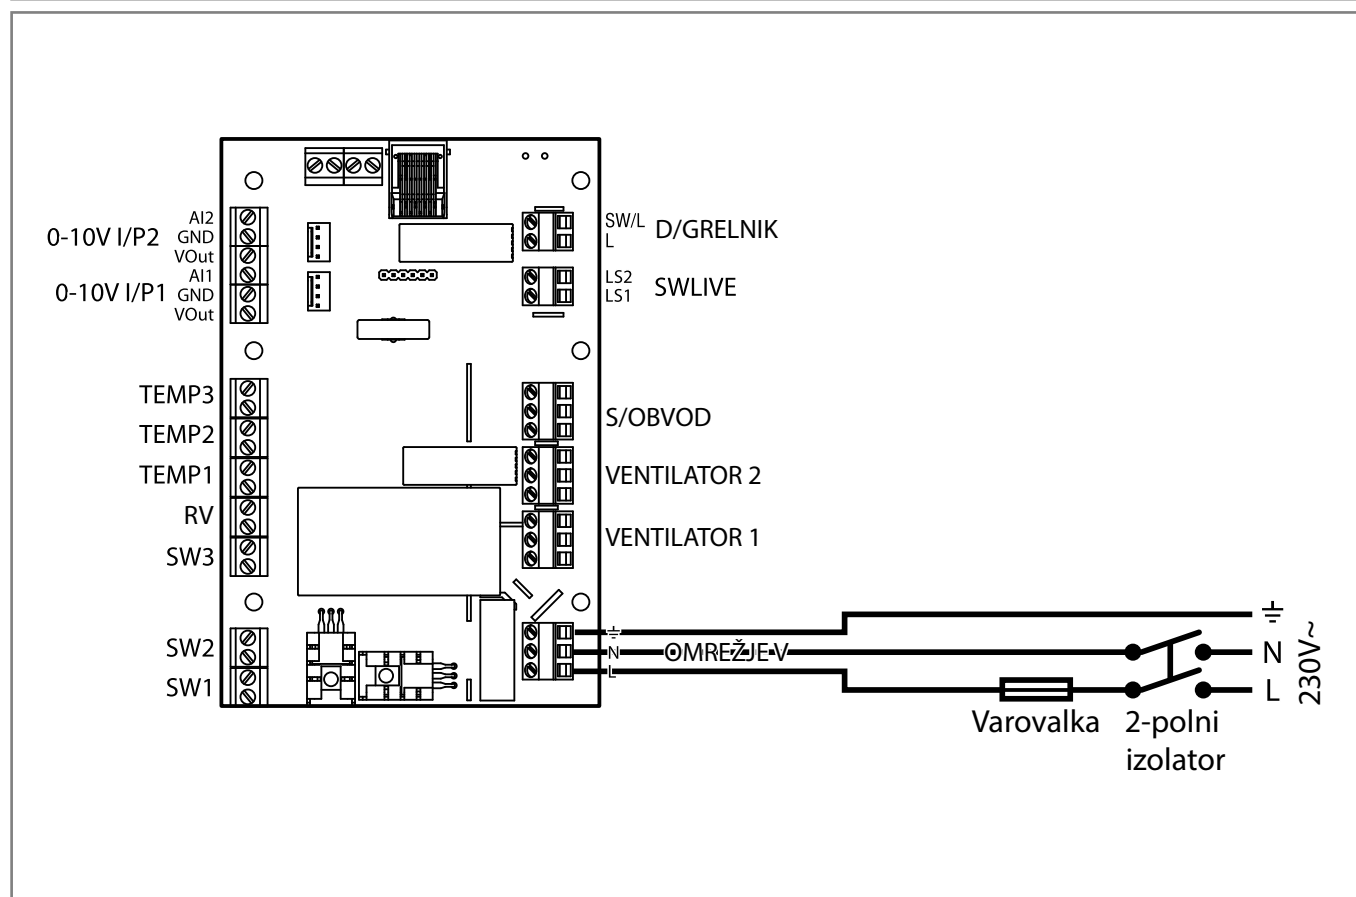 AI2
0-10V I/P2
GND
VOut
AI1
0-10V I/P1
GND
VOut
TEMP3
TEMP2
TEMP1
RV
SW3
SW2
SW1
SW/L
D/GRELNIK
L
LS2
SWLIVE
LS1
S/OBVOD
VENTILATOR 2
VENTILATOR 1
N
OMREŽJE V
L
N
L
230V~
Varovalka
2-polni
izolator